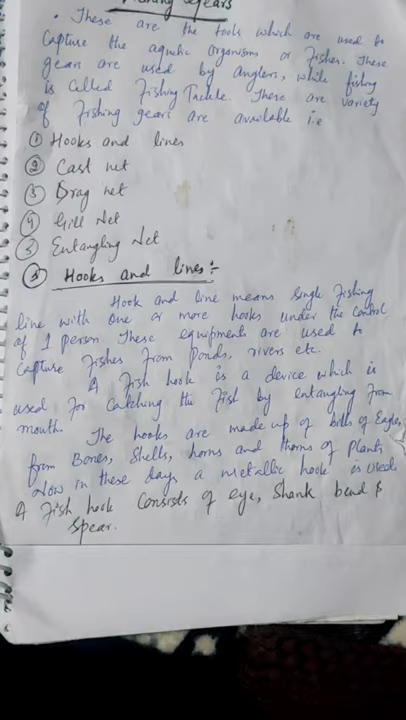 Fishing gears
• These are the tools which are used to
capture the aquatic organisms or Fishes. These
gears are used by anglers, while fishing
is called Fishing Tackle. There are variety
of Fishing gears are available i.e
① Hooks and lines
② Cast net
③ Drag net
④ Gill Net
⑤ Entangling Net
① Hooks and lines:-
Hook and line means single fishing
line with one or more hooks under the control
of 1 person. These equipments are used to
capture Fishes from Ponds, rivers etc.
A Fish hook is a device which is
used for catching the fish by entangling from
mouth.
The hooks are made up of bills of Eagles,
from Bones, Shells, horns and thorns of plants
Now in these days a metallic hook is used.
A Fish hook consists of eye, Shank bend &
Spear.